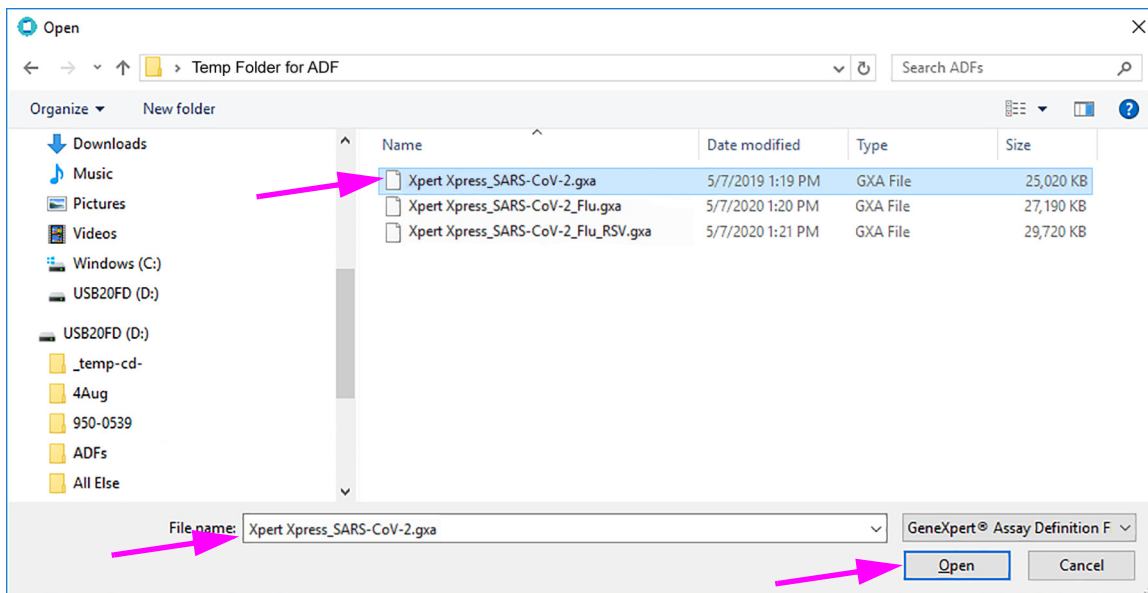 Open
Temp Folder for ADF
Search ADFs
Organize
New folder
Downloads
Music
Pictures
Videos
Windows (C:)
USB20FD (D:)
USB20FD (D:)
_temp-cd-
4Aug
950-0539
ADFs
All Else
Name Date modified Type Size
Xpert Xpress_SARS-CoV-2.gxa 5/7/2019 1:19 PM GXA File 25,020 KB
Xpert Xpress_SARS-CoV-2_Flu.gxa 5/7/2020 1:20 PM GXA File 27,190 KB
Xpert Xpress_SARS-CoV-2_Flu_RSV.gxa 5/7/2020 1:21 PM GXA File 29,720 KB
File name: Xpert Xpress_SARS-CoV-2.gxa
GeneXpert® Assay Definition F
Open
Cancel